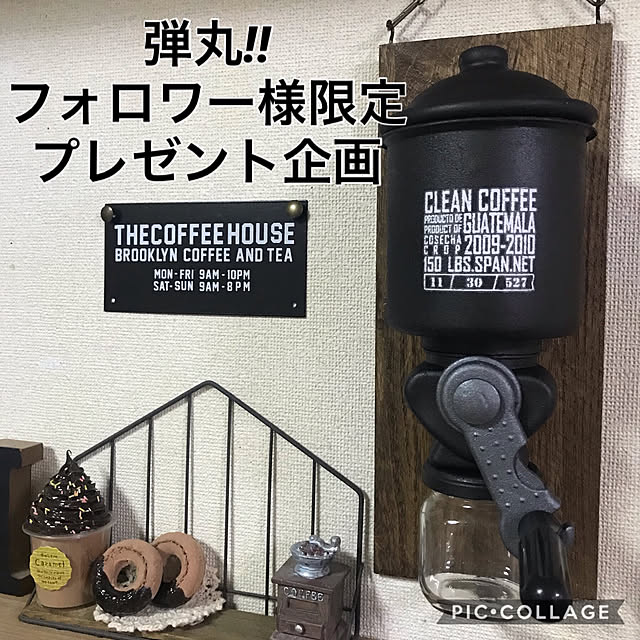 弾丸!!
フォロワー様限定
プレゼント企画
THECOFFEEHOUSE
BROOKLYN COFFEE AND TEA
MON-FRI 9AM-10PM
SAT-SUN 9AM-8PM
CLEAN COFFEE
PRODUCTO DE
PRODUCT OF
GUATEMALA
COSECHA
CROP
2009-2010
150 LBS.SPAN.NET
11 / 30 / 527
Caramel
COFFEE
PIC•COLLAGE